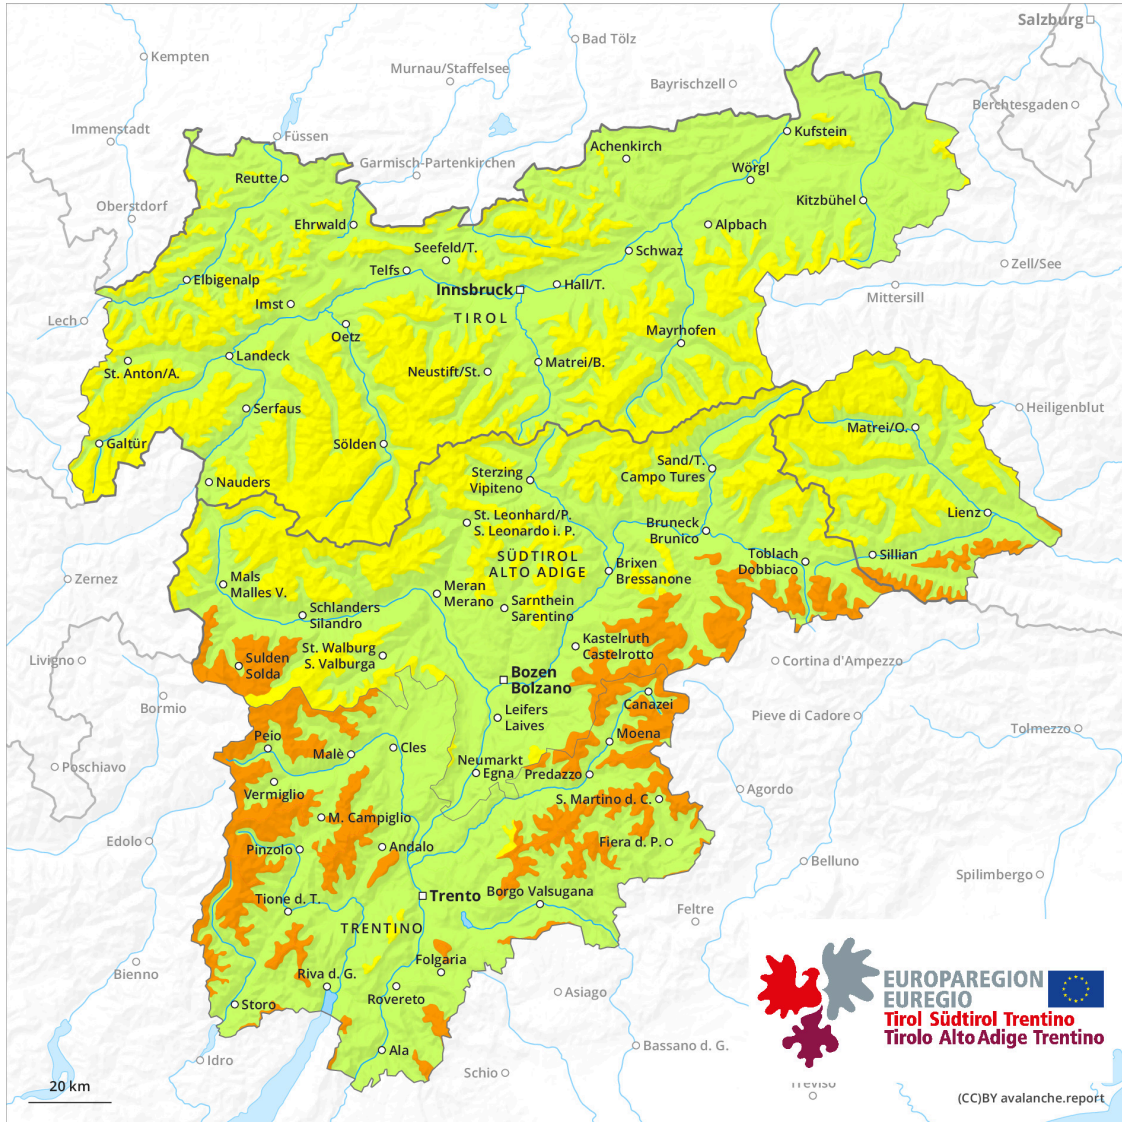 Salzburg
Bad Tölz
Kempten
Murnau/Staffelsee
Bayrischzell
Berchtesgaden
Immenstadt
Füssen
Kufstein
Achenkirch
Garmisch-Partenkirchen
Wörgl
Reutte
Oberstdorf
Kitzbühel
Ehrwald
Alpbach
Seefeld/T.
Schwaz
Telfs
Zell/See
Elbigenalp
Innsbruck
Hall/T.
Mittersill
Imst
Lech
TIROL
Oetz
Mayrhofen
Landeck
St. Anton/A.
Neustift/St.
Matrei/B.
Serfaus
Heiligenblut
Matrei/O.
Galtür
Sölden
Sand/T.
Campo Tures
Sterzing
Vipiteno
Nauders
Lienz
St. Leonhard/P.
S. Leonardo i. P.
Bruneck
Brunico
SÜDTIROL
ALTO ADIGE
Toblach
Dobbiaco
Sillian
Brixen
Bressanone
Zernez
Mals
Malles V.
Meran
Merano
Sarnthein
Sarentino
Schlanders
Silandro
Kastelruth
Castelrotto
St. Walburg
S. Valburga
Livigno
Sulden
Solda
Cortina d'Ampezzo
Bozen
Bolzano
Canazei
Bormio
Leifers
Laives
Pieve di Cadore
Tolmezzo
Peio
Moena
Malè
Cles
Neumarkt
Egna
Poschiavo
Predazzo
Vermiglio
Agordo
S. Martino d. C.
M. Campiglio
Edolo
Pinzolo
Andalo
Fiera d. P.
Belluno
Spilimbergo
Trento
Borgo Valsugana
Tione d. T.
Feltre
TRENTINO
Folgaria
Bienno
Riva d. G.
EUROPAREGION
EUREGIO
Tirol Südtirol Trentino
Tirolo Alto Adige Trentino
Asiago
Rovereto
Storo
Bassano d. G.
Ala
Idro
Schio
20 km
Treviso
(CC)BY avalanche.report